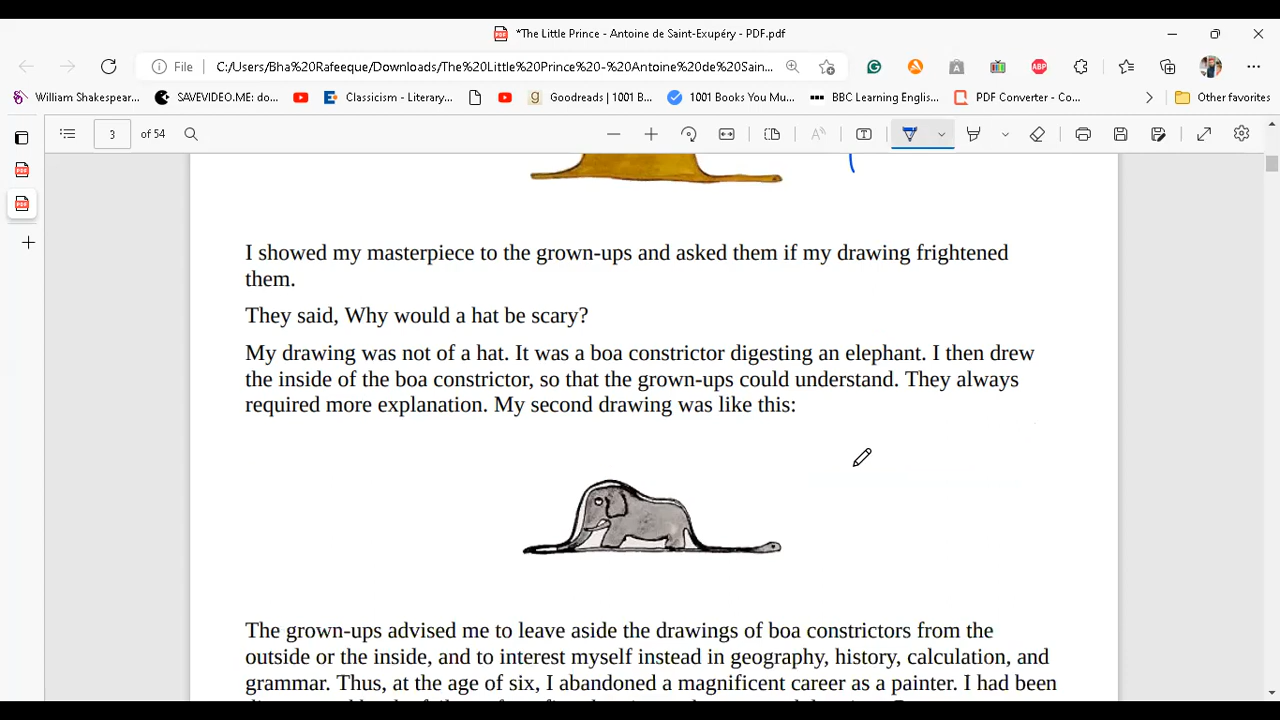 *The Little Prince - Antoine de Saint-Exupéry - PDF.pdf
File C:/Users/Bha%20Rafeeque/Downloads/The%20Little%20Prince%20-%20Antoine%20de%20Sain...
William Shakespear... SAVEVIDEO.ME: do... Classicism - Literary... Goodreads | 1001 B... 1001 Books You Mu... BBC Learning Englis... PDF Converter - Co... Other favorites
3 of 54
I showed my masterpiece to the grown-ups and asked them if my drawing frightened
them.
They said, Why would a hat be scary?
My drawing was not of a hat. It was a boa constrictor digesting an elephant. I then drew
the inside of the boa constrictor, so that the grown-ups could understand. They always
required more explanation. My second drawing was like this:
The grown-ups advised me to leave aside the drawings of boa constrictors from the
outside or the inside, and to interest myself instead in geography, history, calculation, and
grammar. Thus, at the age of six, I abandoned a magnificent career as a painter. I had been